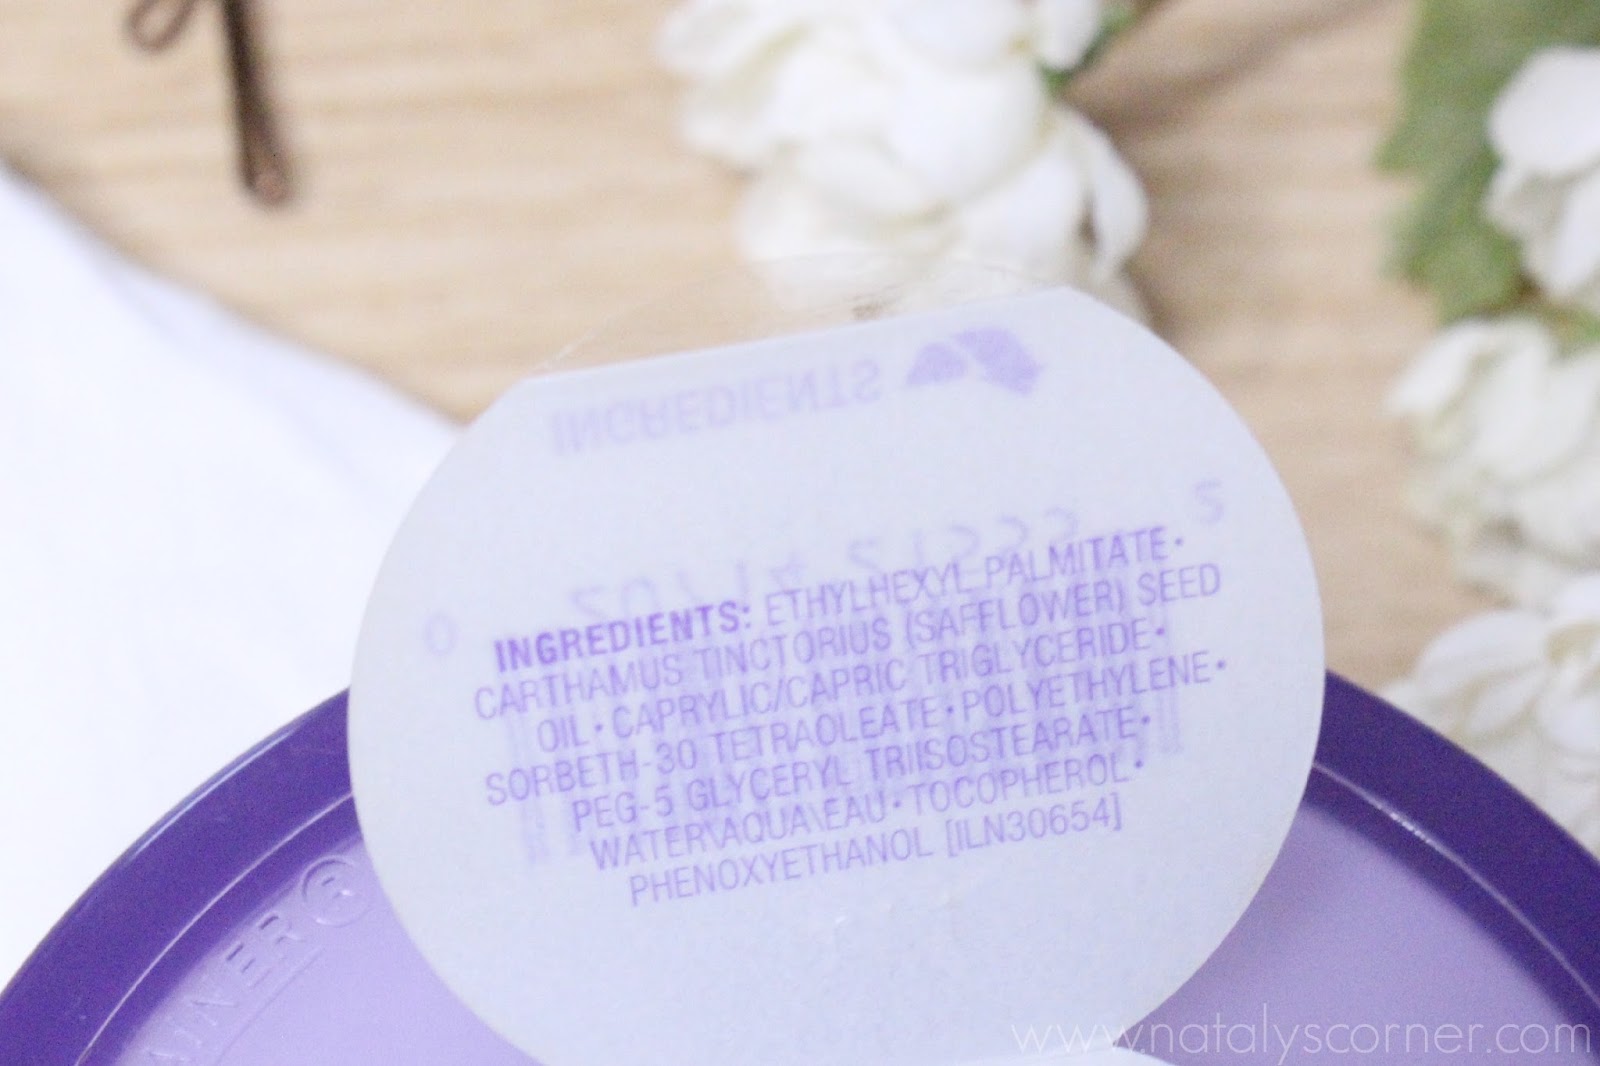 INGREDIENTS
INGREDIENTS: ETHYLHEXYL PALMITATE •
CARTHAMUS TINCTORIUS (SAFFLOWER) SEED
OIL • CAPRYLIC/CAPRIC TRIGLYCERIDE •
SORBETH-30 TETRAOLEATE • POLYETHYLENE •
PEG-5 GLYCERYL TRIISOSTEARATE •
WATER\AQUA\EAU • TOCOPHEROL •
PHENOXYETHANOL [ILN30654]
www.natalyscorner.com